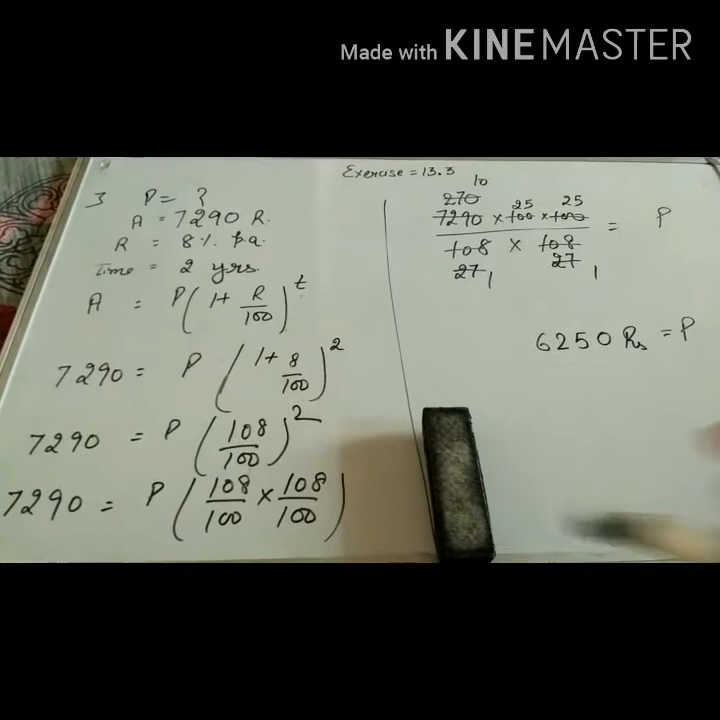 Made with KINEMASTER
Exercise = 13.3
3 P = ?
A = 7290 R.
R = 8% p.a.
Time = 2 yrs.
A = P(1+ R/100)^t
7290 = P (1+ 8/100)^2
7290 = P (108/100)^2
7290 = P (108/100 × 108/100)
10
270 25 25
7290 × 100 × 100 = P
108 × 108
27 1 27 1
6250 Rs = P